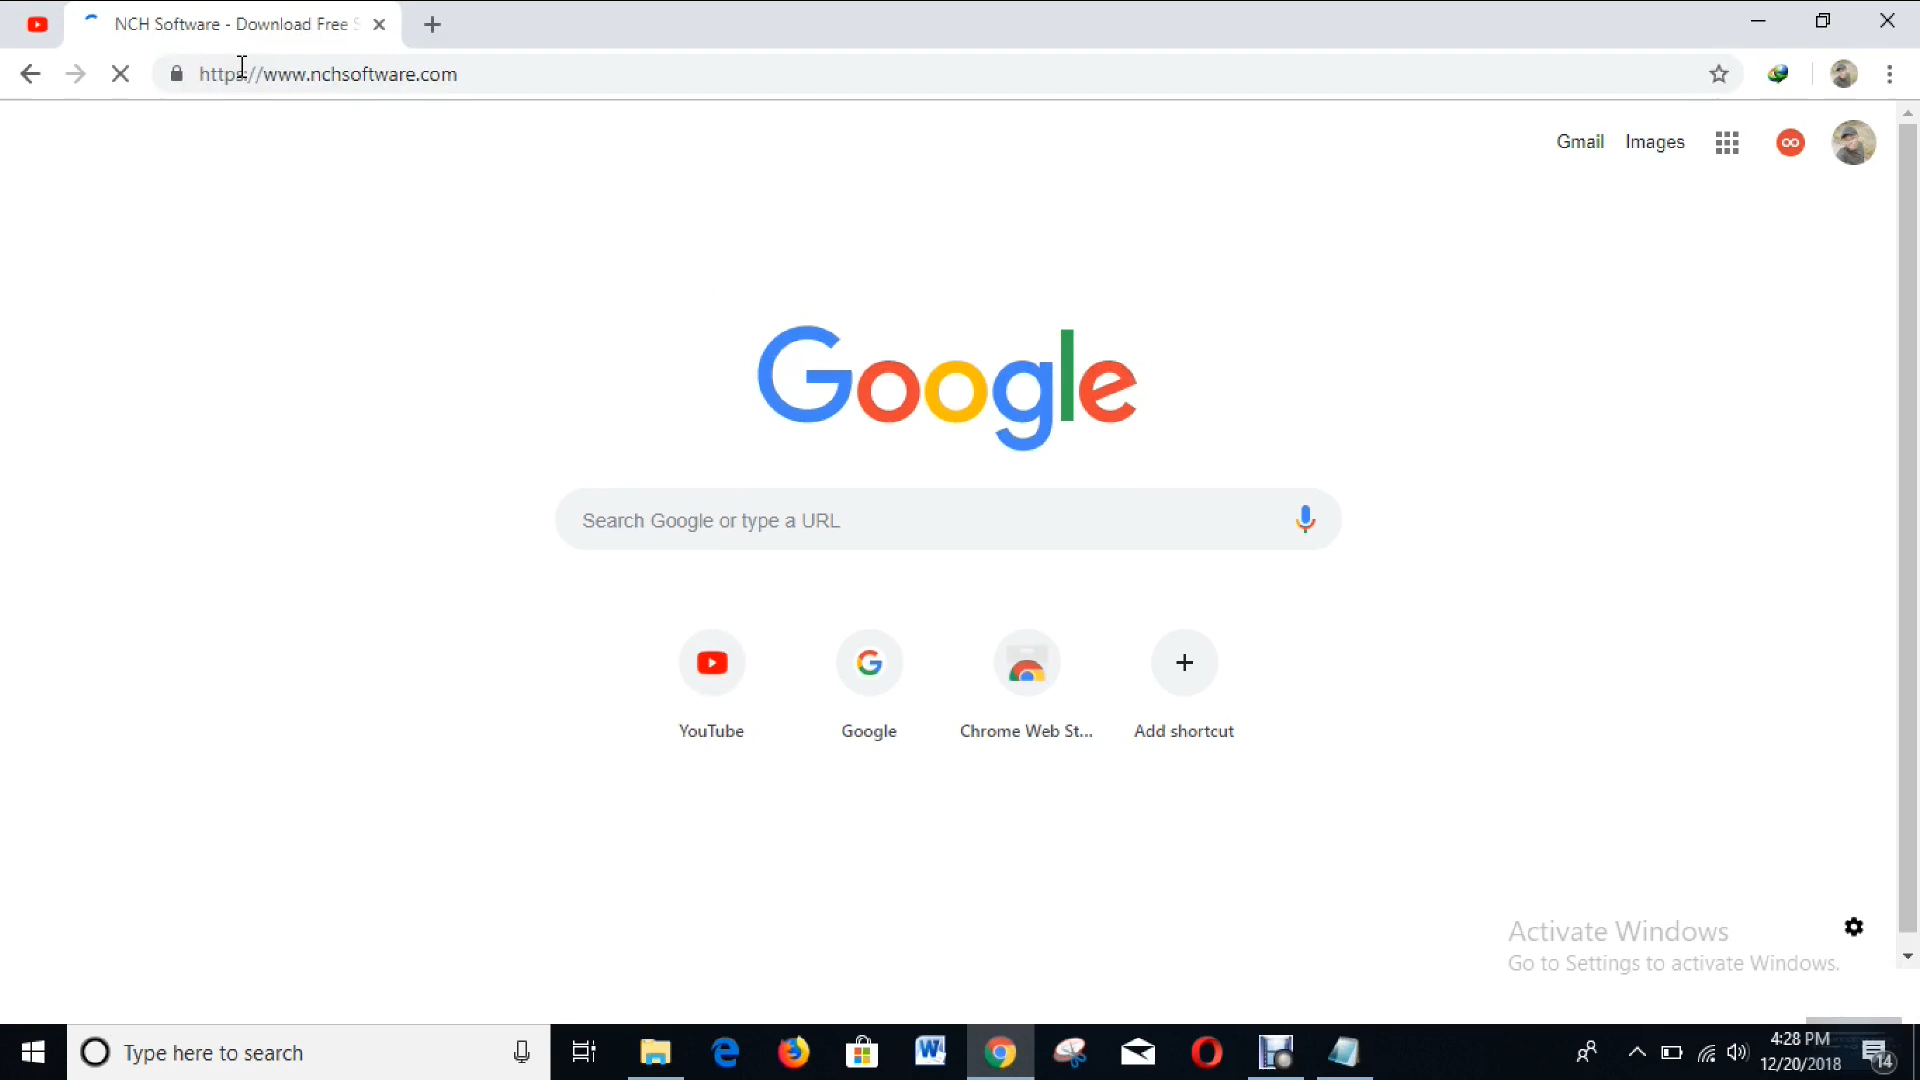 NCH Software - Download Free S
https://www.nchsoftware.com
Gmail Images
Google
Search Google or type a URL
YouTube
Google
Chrome Web St...
Add shortcut
Activate Windows
Go to Settings to activate Windows.
Type here to search
4:28 PM
12/20/2018
14